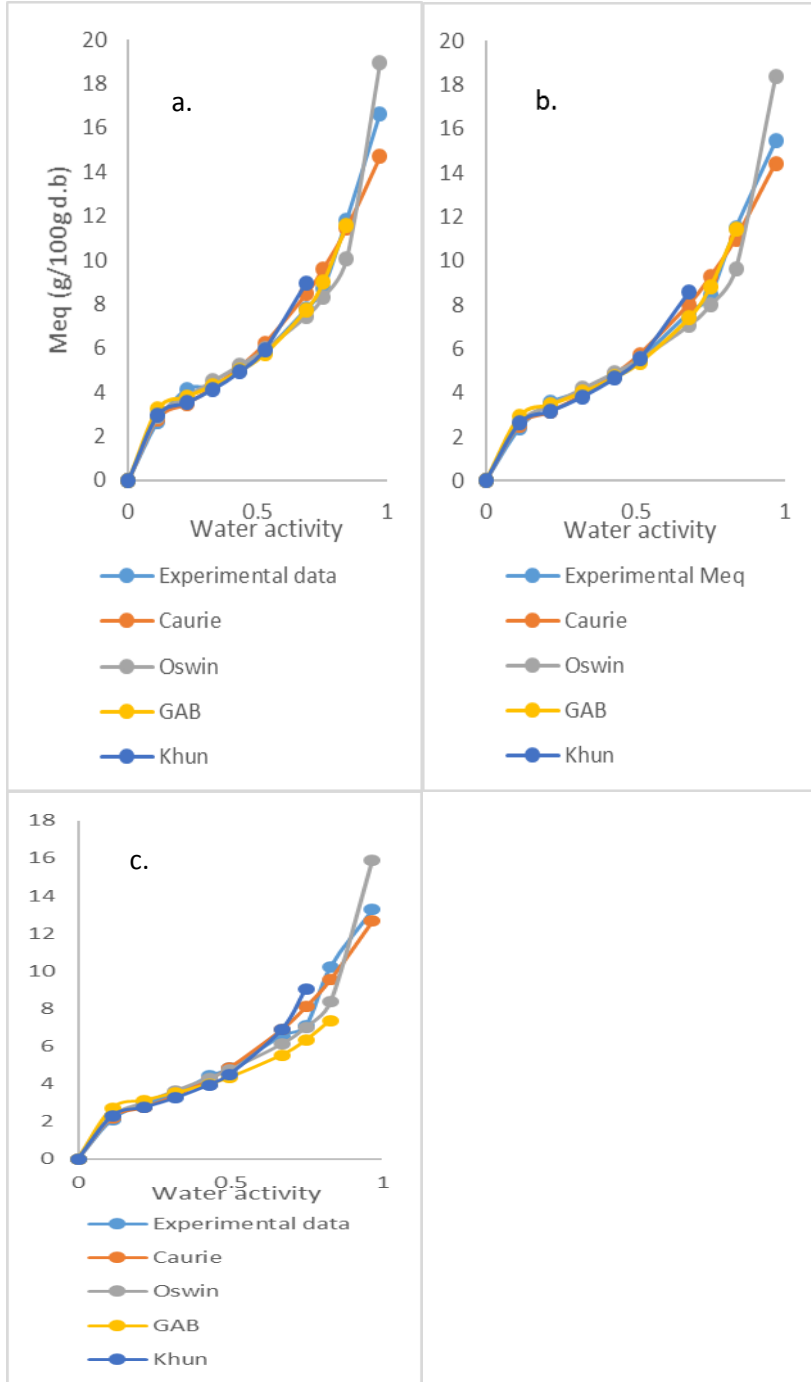 20
18
16
14
12
10
8
6
4
2
0
Meq (g/100gd.b)
a.
0
0.5
1
Water activity
Experimental data
Caurie
Oswin
GAB
Khun
20
18
16
14
12
10
8
6
4
2
0
b.
0
0.5
1
Water activity
Experimental Meq
Caurie
Oswin
GAB
Khun
18
16
14
12
10
8
6
4
2
0
c.
0
0.5
1
Water activity
Experimental data
Caurie
Oswin
GAB
Khun